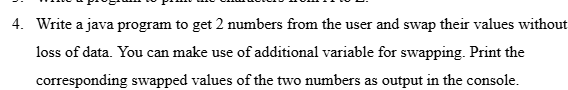 4. Write a java program to get 2 numbers from the user and swap their values without
loss of data. You can make use of additional variable for swapping. Print the
corresponding swapped values of the two numbers as output in the console.